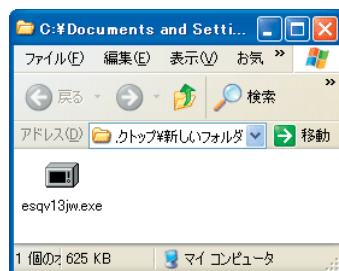 C:¥Documents and Setti...
ファイル(F) 編集(E) 表示(V) お気 »
戻る 検索 »
アドレス(D) クトップ¥新しいフォルダ 移動
esqv13jw.exe
1 個のオ 625 KB マイ コンピュータ